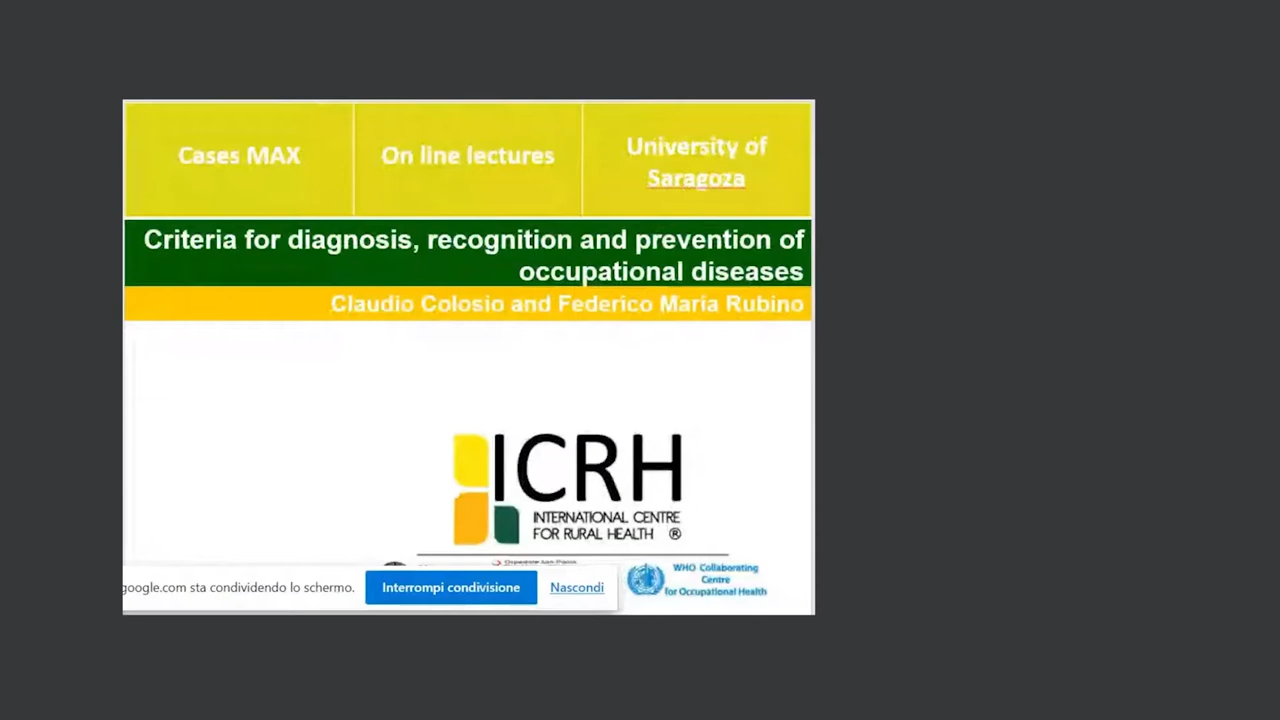 Cases MAX
On line lectures
University of
Saragoza
Criteria for diagnosis, recognition and prevention of
occupational diseases
Claudio Colosio and Federico Maria Rubino
ICRH
INTERNATIONAL CENTRE
FOR RURAL HEALTH ®
WHO Collaborating
Centre
for Occupational Health
google.com sta condividendo lo schermo.
Interrompi condivisione
Nascondi